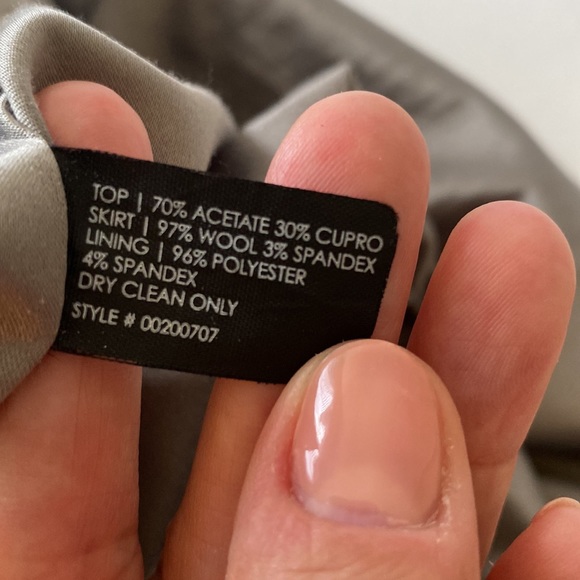 TOP | 70% ACETATE 30% CUPRO
SKIRT | 97% WOOL 3% SPANDEX
LINING | 96% POLYESTER
4% SPANDEX
DRY CLEAN ONLY
STYLE # 00200707